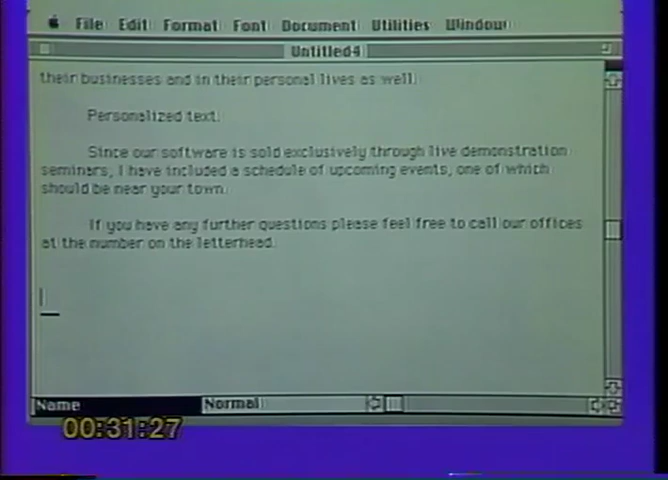 File Edit Format Font Document Utilities Window
Untitled4
their businesses and in their personal lives as well.
Personalized text.
Since our software is sold exclusively through live demonstration
seminars, I have included a schedule of upcoming events, one of which
should be near your town.
If you have any further questions please feel free to call our offices
at the number on the letterhead.
Name Normal
00:31:27